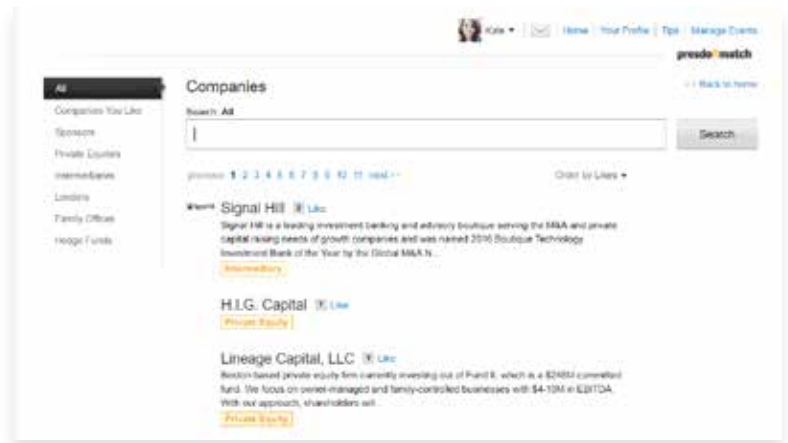 Kate
Home | Your Profile | Tips | Manage Events
presdo match
All
Companies You Like
Sponsors
Private Equities
Intermediaries
Lenders
Family Offices
Hedge Funds
Companies
<< Back to home
Search: All
Search
previous 1 2 3 4 5 6 7 8 9 10 11 next
Order by Likes
Signal Hill Like
Signal Hill is a leading investment banking and advisory boutique serving the M&A and private
capital raising needs of growth companies and was named 2016 Boutique Technology
Investment Bank of the Year by the Global M&A N...
Intermediary
H.I.G. Capital Like
Private Equity
Lineage Capital, LLC Like
Boston-based private equity firm currently investing out of Fund II, which is a committed
fund. We focus on owner-managed and family-controlled businesses with $4-15M in EBITDA.
With our approach, shareholders will
Private Equity